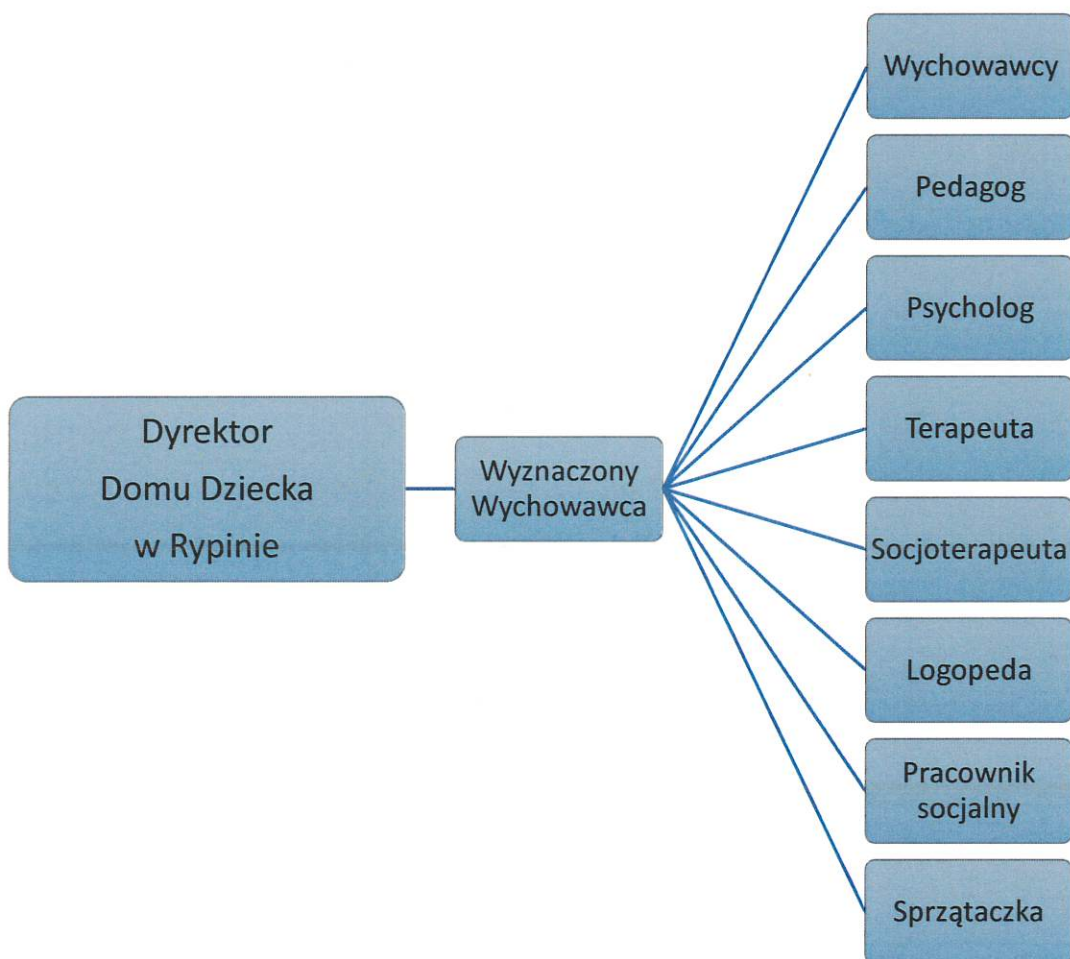 Dyrektor
Domu Dziecka
w Rypinie
Wyznaczony
Wychowawca
Wychowawcy
Pedagog
Psycholog
Terapeuta
Socjoterapeuta
Logopeda
Pracownik
socjalny
Sprzątaczka